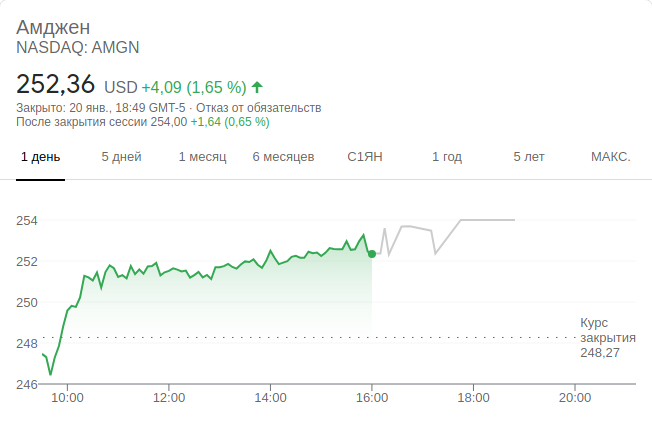 Амджен
NASDAQ: AMGN
252,36 USD +4,09 (1,65 %)
Закрыто: 20 янв., 18:49 GMT-5 · Отказ от обязательств
После закрытия сессии 254,00 +1,64 (0,65 %)
1 день 5 дней 1 месяц 6 месяцев С1ЯН 1 год 5 лет МАКС.
254
252
250
Курс
248 закрытия
248,27
246
10:00 12:00 14:00 16:00 18:00 20:00